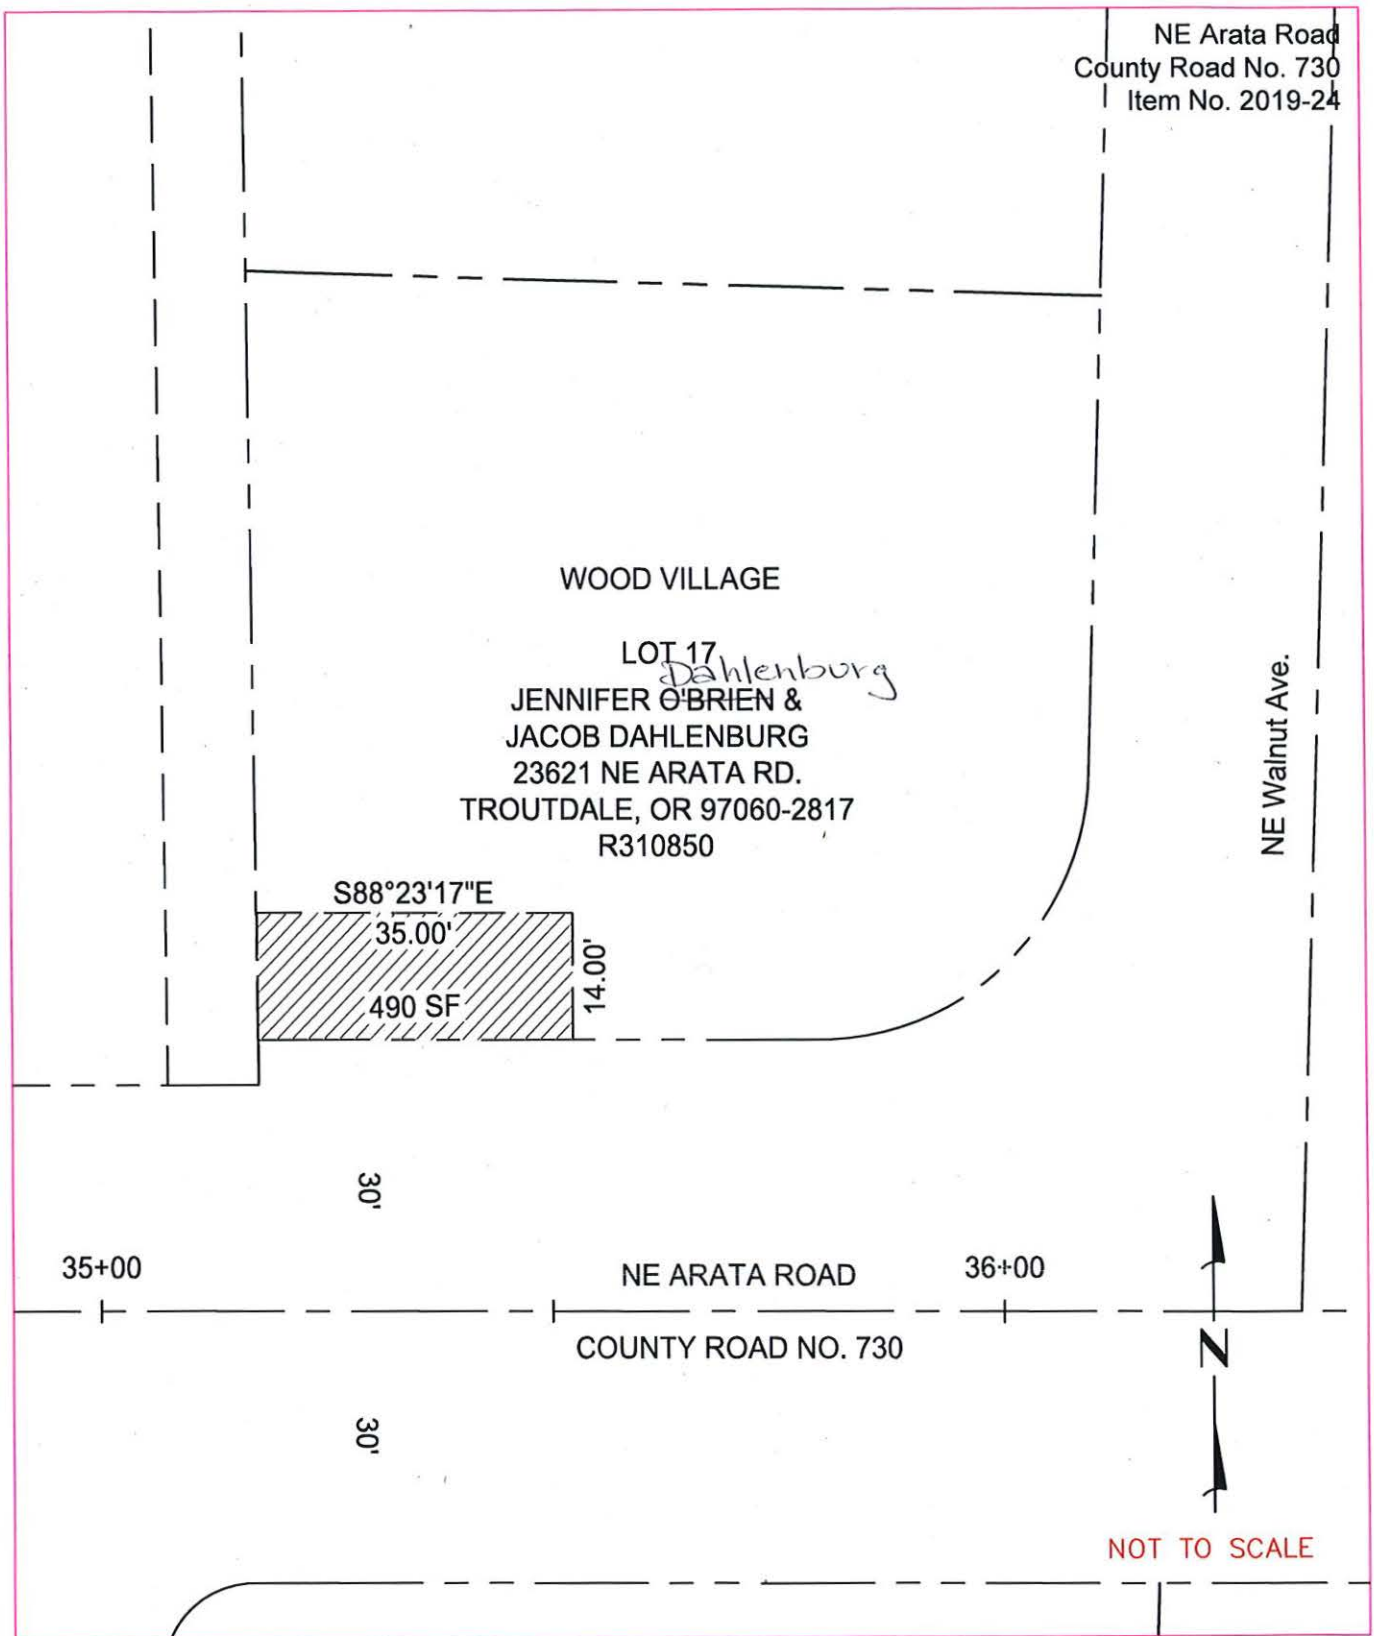 NE Arata Road
County Road No. 730
Item No. 2019-24
WOOD VILLAGE
LOT 17
Dahlenburg
JENNIFER O'BRIEN &
JACOB DAHLENBURG
23621 NE ARATA RD.
TROUTDALE, OR 97060-2817
R310850
NE Walnut Ave.
S88°23'17"E
35.00'
14.00'
490 SF
30'
35+00
NE ARATA ROAD
36+00
COUNTY ROAD NO. 730
N
30'
NOT TO SCALE